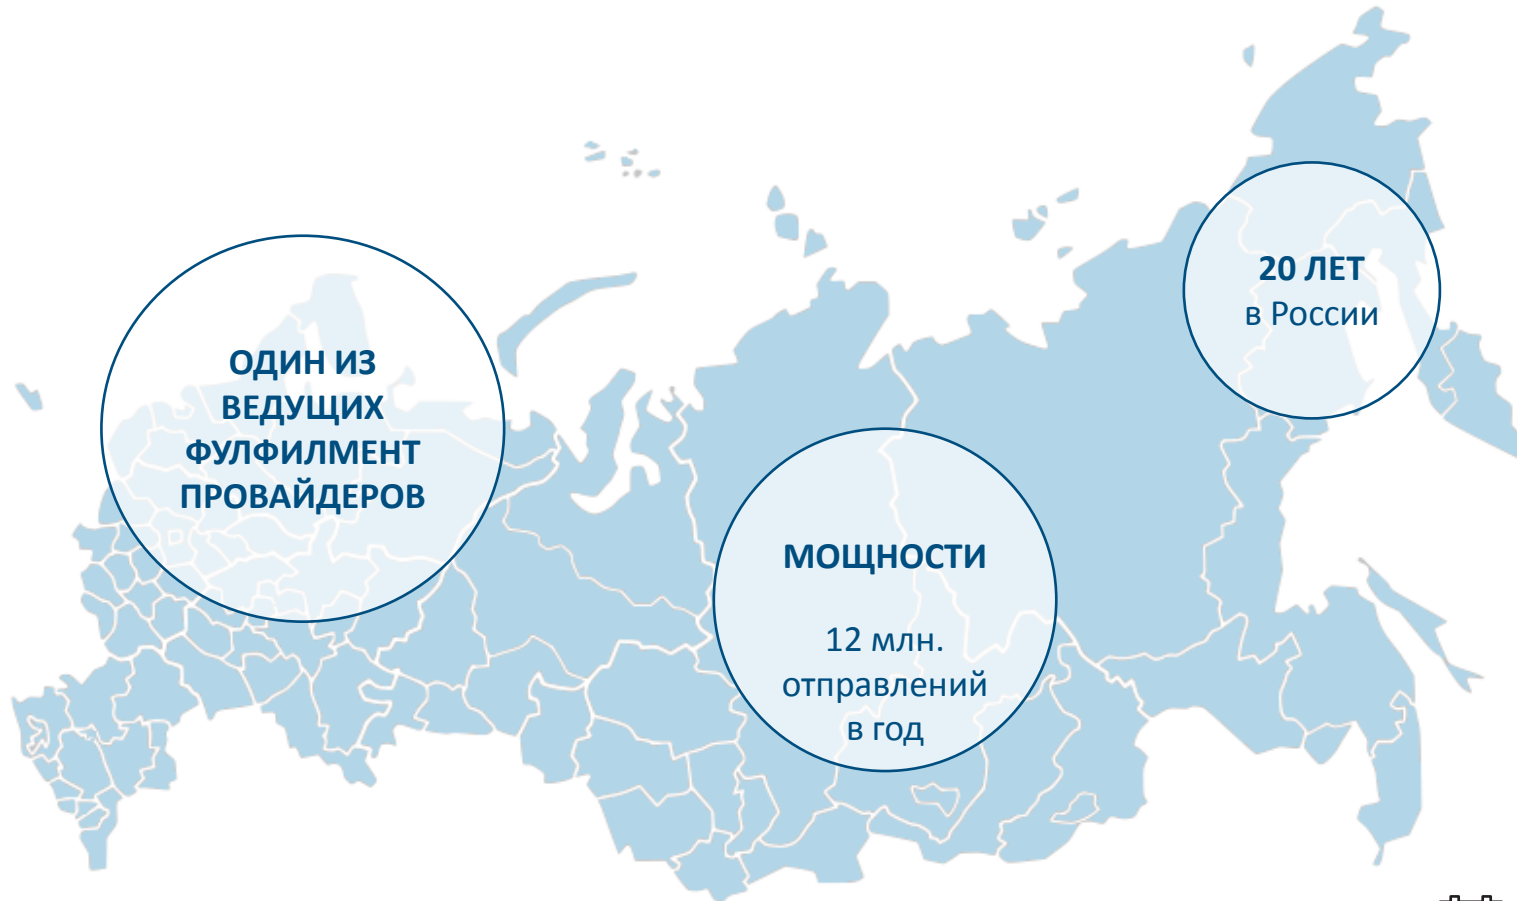 ОДИН ИЗ
ВЕДУЩИХ
ФУЛФИЛМЕНТ
ПРОВАЙДЕРОВ
МОЩНОСТИ
12 млн.
отправлений
в год
20 ЛЕТ
в России